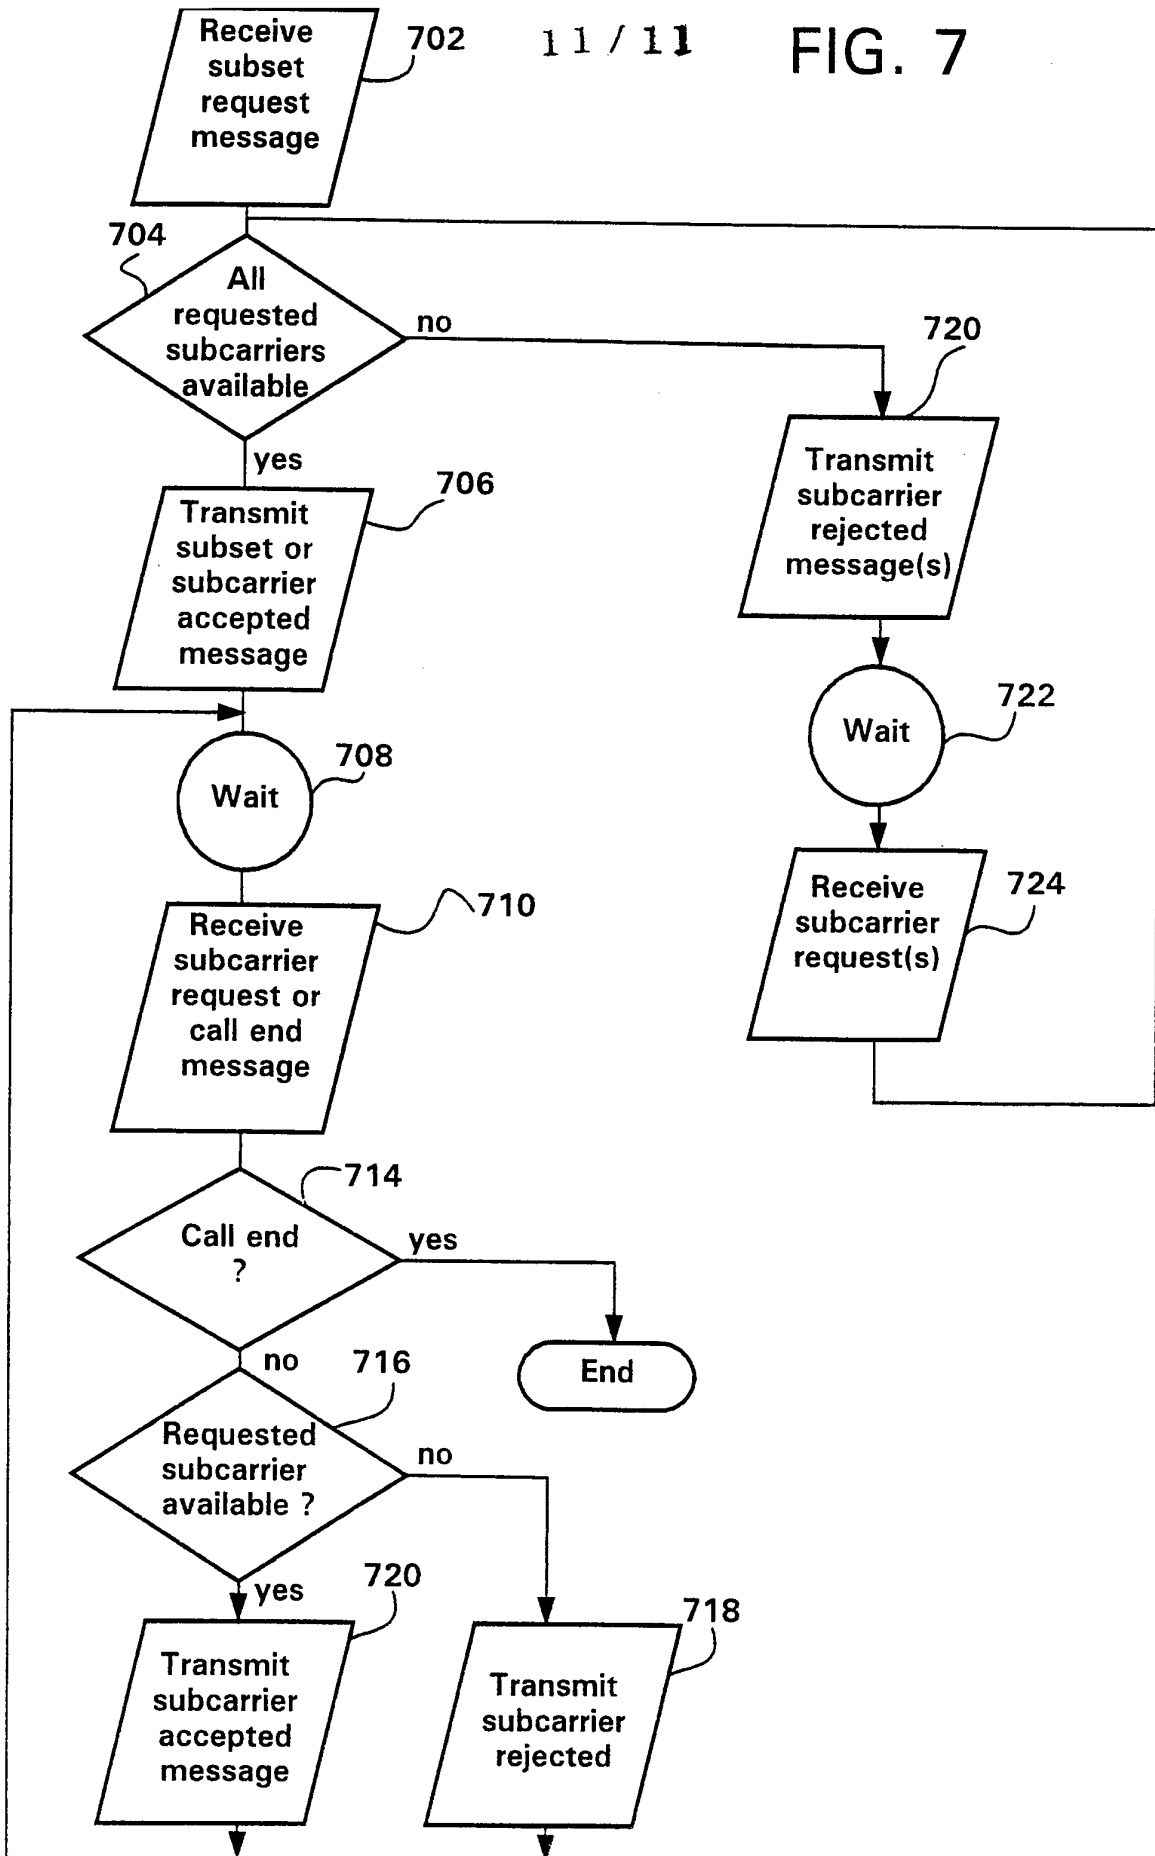 Receive
subset
request
message
702
11/11
FIG. 7
704
All
requested
subcarriers
available
no
yes
720
Transmit
subcarrier
rejected
message(s)
706
Transmit
subset or
subcarrier
accepted
message
722
Wait
708
Wait
724
Receive
subcarrier
request(s)
710
Receive
subcarrier
request or
call end
message
714
Call end
?
yes
End
no
716
Requested
subcarrier
available ?
no
yes
720
Transmit
subcarrier
accepted
message
718
Transmit
subcarrier
rejected